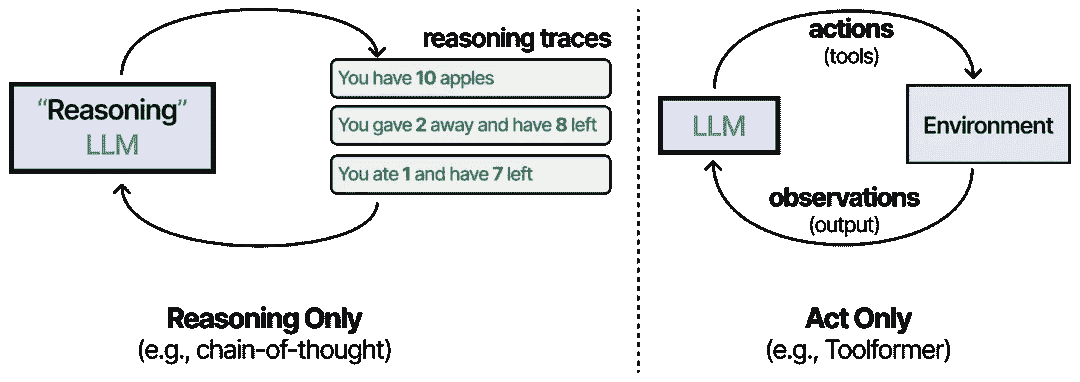 reasoning traces
"Reasoning"
LLM
You have 10 apples
You gave 2 away and have 8 left
You ate 1 and have 7 left
Reasoning Only
(e.g., chain-of-thought)
actions
(tools)
LLM
Environment
observations
(output)
Act Only
(e.g., Toolformer)